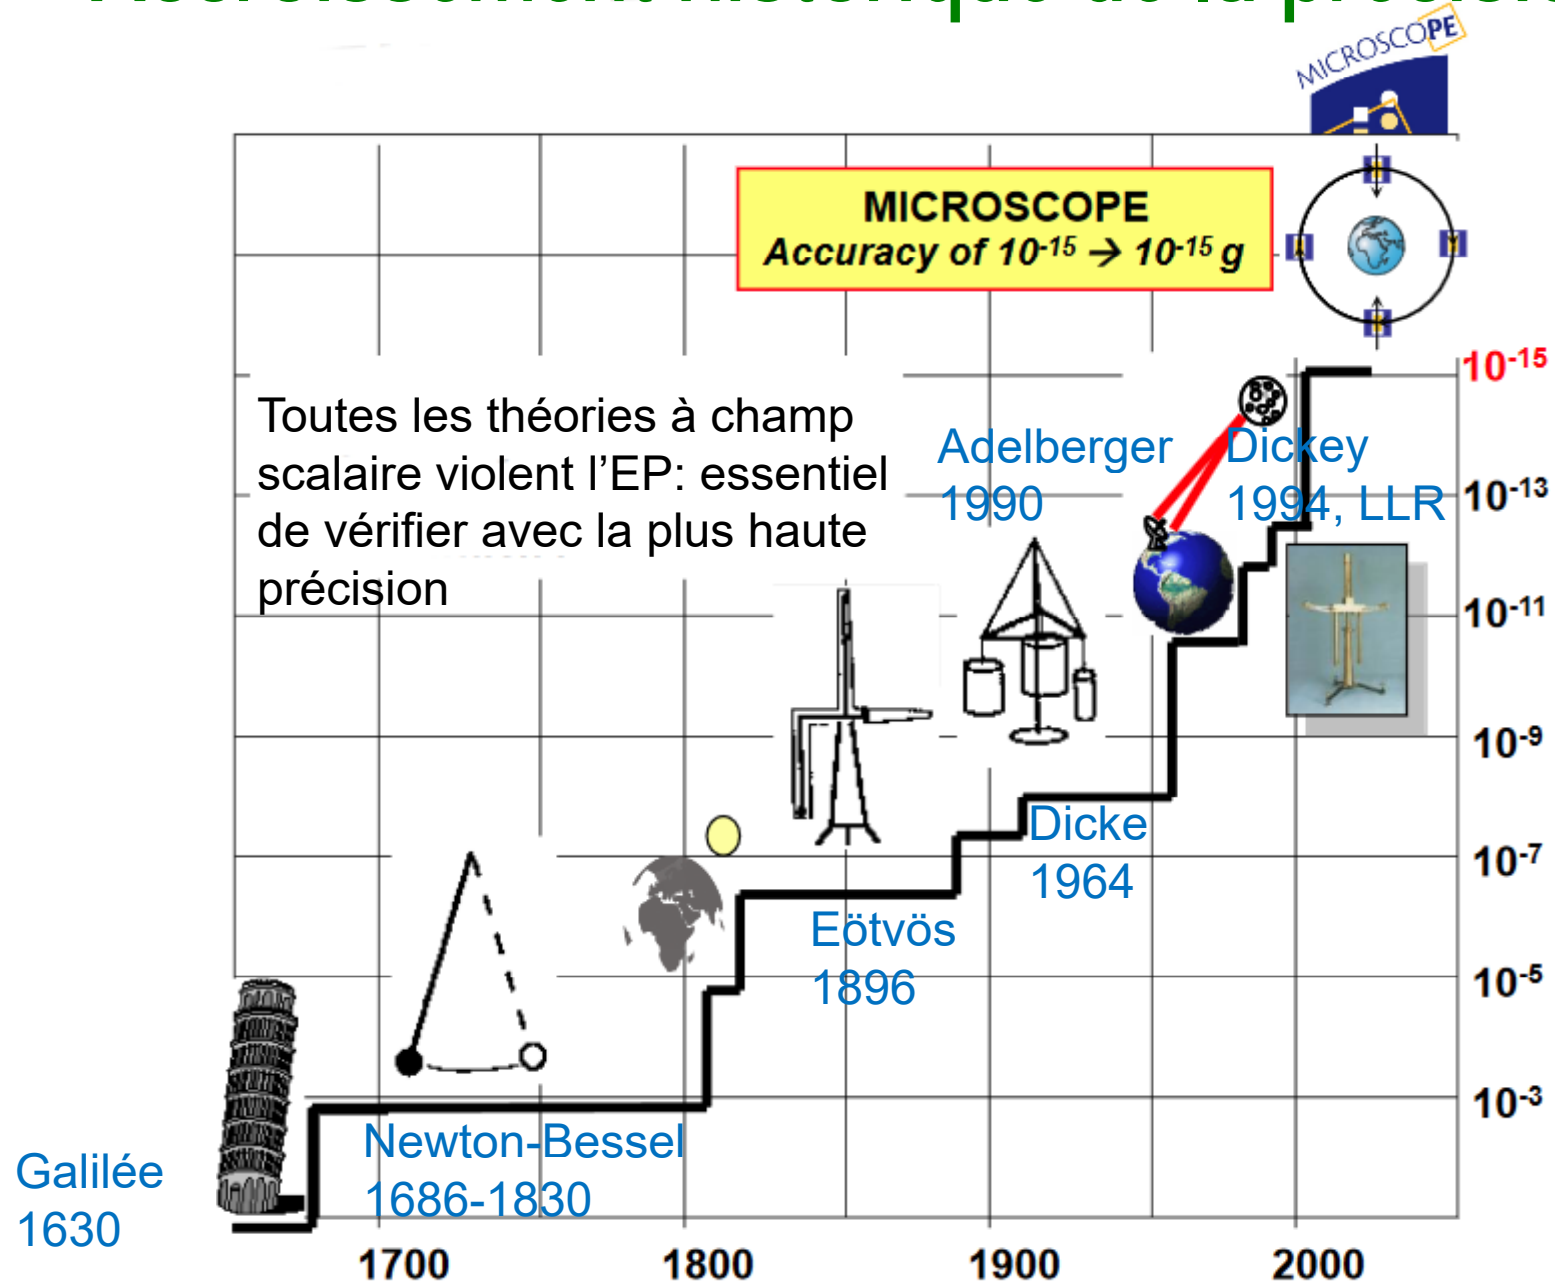 MICROSCOPE
MICROSCOPE
Accuracy of 10⁻¹⁵ → 10⁻¹⁵ g
10⁻¹⁵
Toutes les théories à champ
scalaire violent l’EP: essentiel
de vérifier avec la plus haute
précision
Adelberger
1990
Dickey
1994, LLR
10⁻¹³
10⁻¹¹
10⁻⁹
Dicke
1964
10⁻⁷
Eötvös
1896
10⁻⁵
10⁻³
Newton-Bessel
1686-1830
Galilée
1630
1700 1800 1900 2000